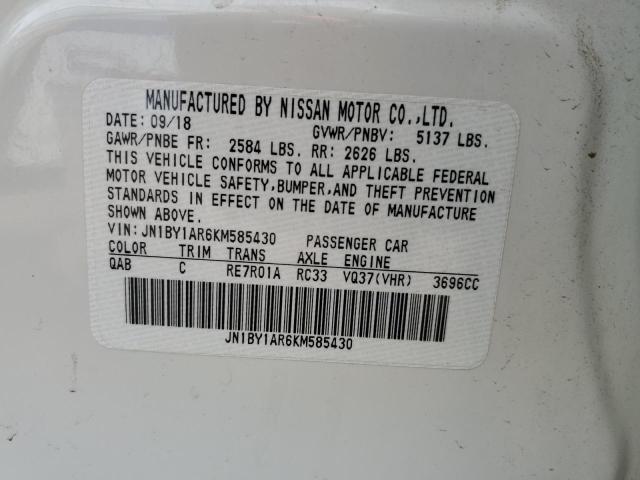 MANUFACTURED BY NISSAN MOTOR CO.,LTD.
DATE: 09/18 GVWR/PNBV: 5137 LBS.
GAWR/PNBE FR: 2584 LBS. RR: 2626 LBS.
THIS VEHICLE CONFORMS TO ALL APPLICABLE FEDERAL
MOTOR VEHICLE SAFETY,BUMPER,AND THEFT PREVENTION
STANDARDS IN EFFECT ON THE DATE OF MANUFACTURE
SHOWN ABOVE.
VIN:JN1BY1AR6KM585430 PASSENGER CAR
COLOR TRIM TRANS AXLE ENGINE
QAB C RE7R01A RC33 VQ37(VHR) 3696CC
JN1BY1AR6KM585430